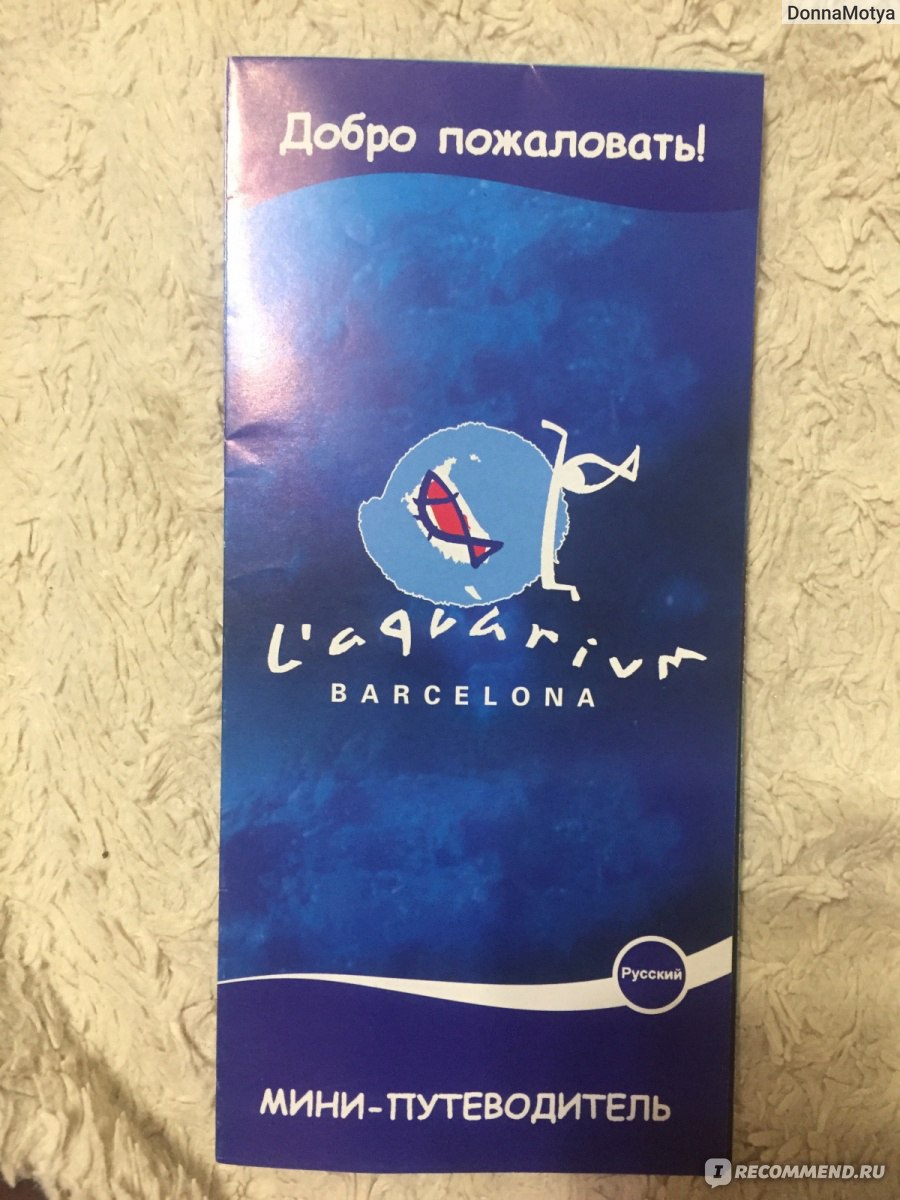 DonnaMotya
Добро пожаловать!
L'aquàrium
BARCELONA
Русский
МИНИ-ПУТЕВОДИТЕЛЬ
I RECOMMEND.RU